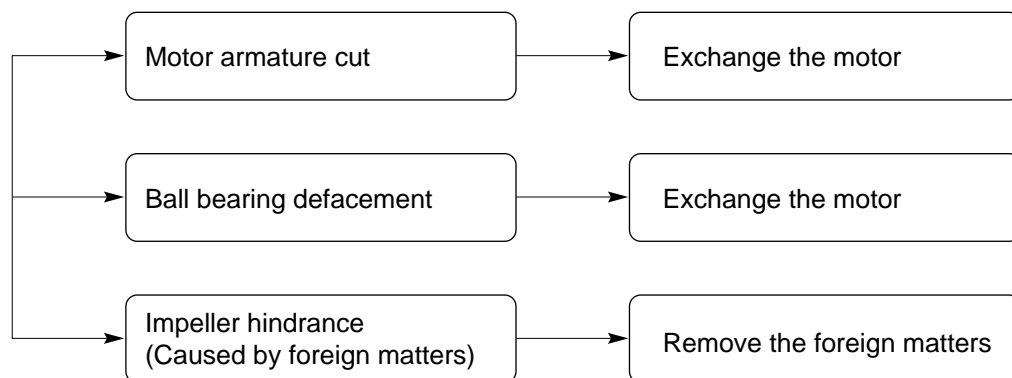 Motor armature cut
Exchange the motor
Ball bearing defacement
Exchange the motor
Impeller hindrance
(Caused by foreign matters)
Remove the foreign matters